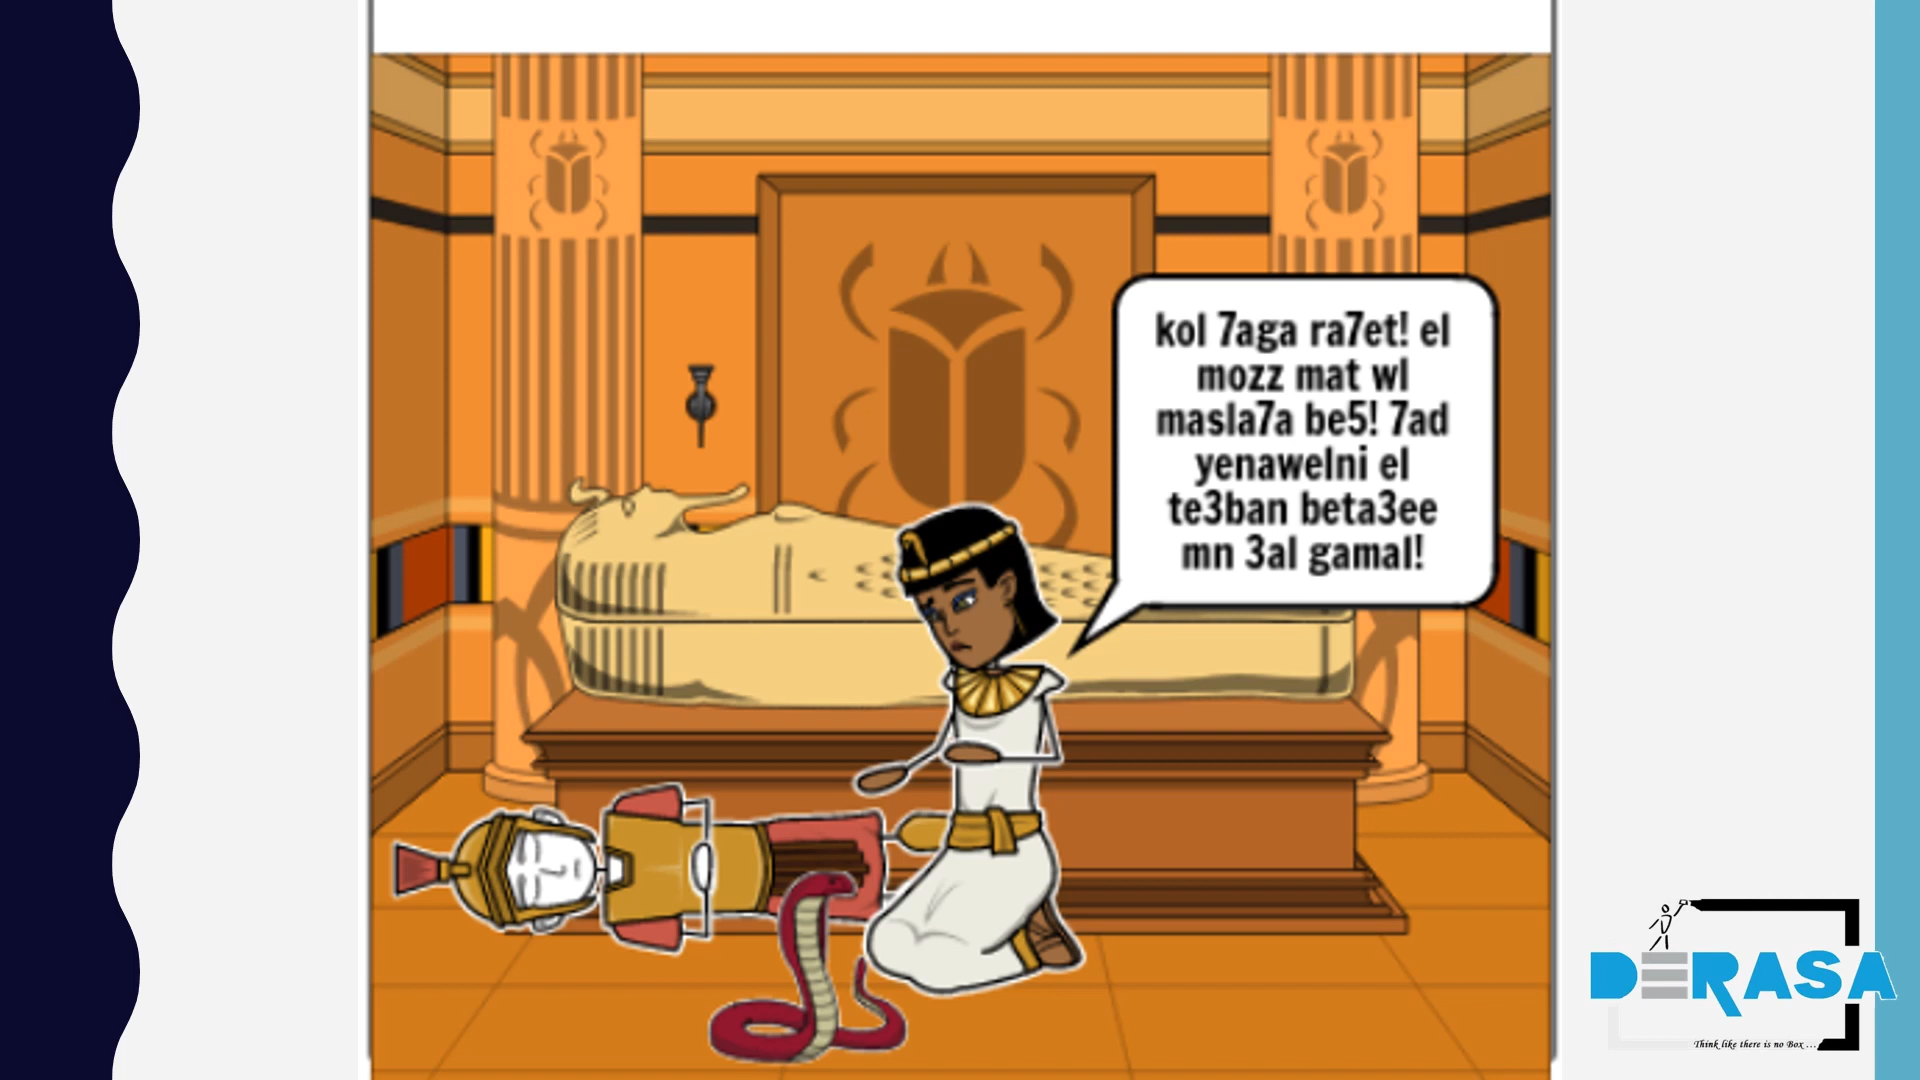 kol 7aga ra7et! el
mozz mat wl
masla7a be5! 7ad
yenawelni el
te3ban beta3ee
mn 3al gamal!
DERASA
Think like there is no Box ...